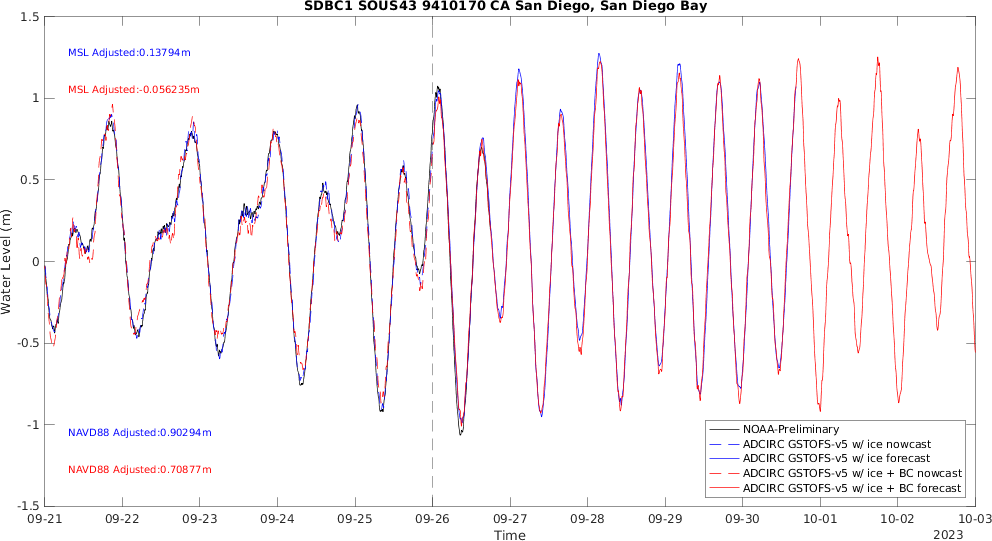 SDBC1 SOUS43 9410170 CA San Diego, San Diego Bay
1.5
1
0.5
0
-0.5
-1
-1.5
Water Level (m)
MSL Adjusted:0.13794m
MSL Adjusted:-0.056235m
NAVD88 Adjusted:0.90294m
NAVD88 Adjusted:0.70877m
NOAA-Preliminary
ADCIRC GSTOFS-v5 w/ ice nowcast
ADCIRC GSTOFS-v5 w/ ice forecast
ADCIRC GSTOFS-v5 w/ ice + BC nowcast
ADCIRC GSTOFS-v5 w/ ice + BC forecast
09-21 09-22 09-23 09-24 09-25 09-26 09-27 09-28 09-29 09-30 10-01 10-02 10-03
Time
2023